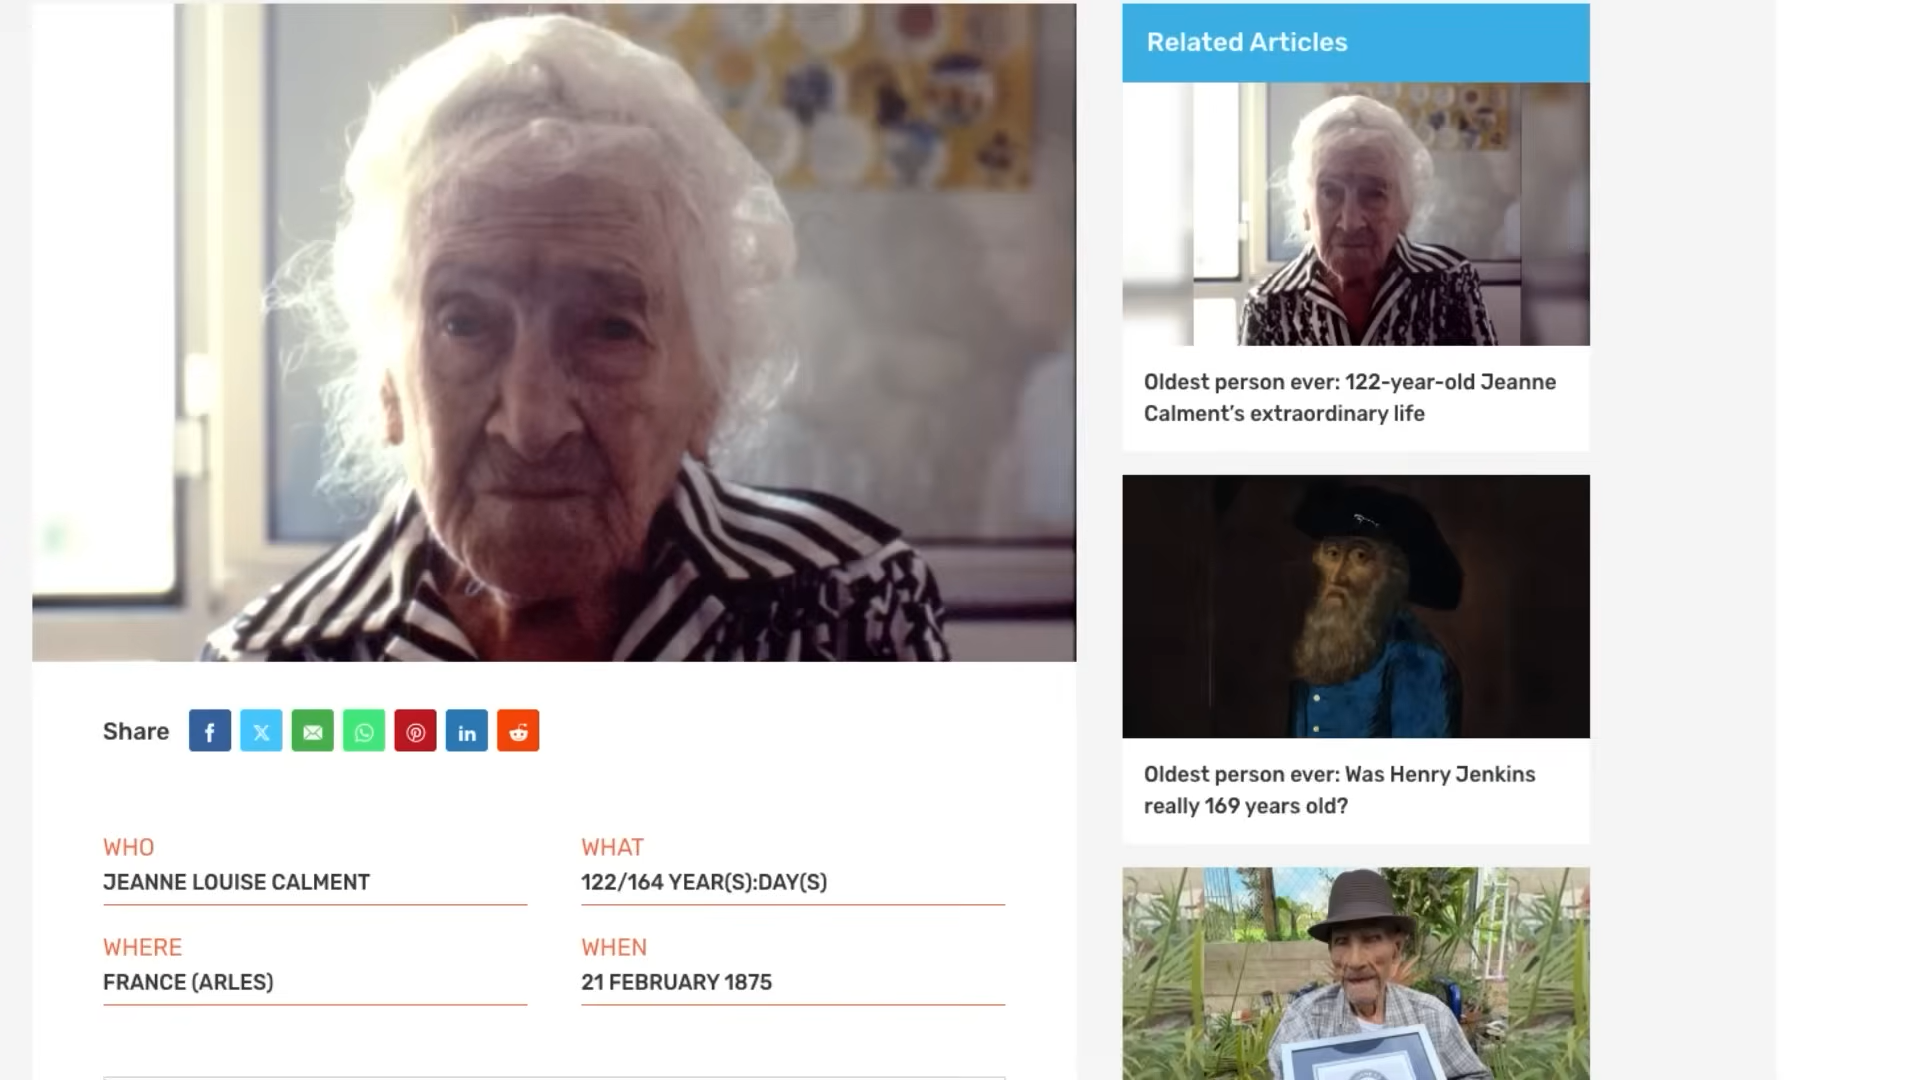 Related Articles
Oldest person ever: 122-year-old Jeanne
Calment’s extraordinary life
Oldest person ever: Was Henry Jenkins
really 169 years old?
Share
WHO
JEANNE LOUISE CALMENT
WHAT
122/164 YEAR(S):DAY(S)
WHERE
FRANCE (ARLES)
WHEN
21 FEBRUARY 1875